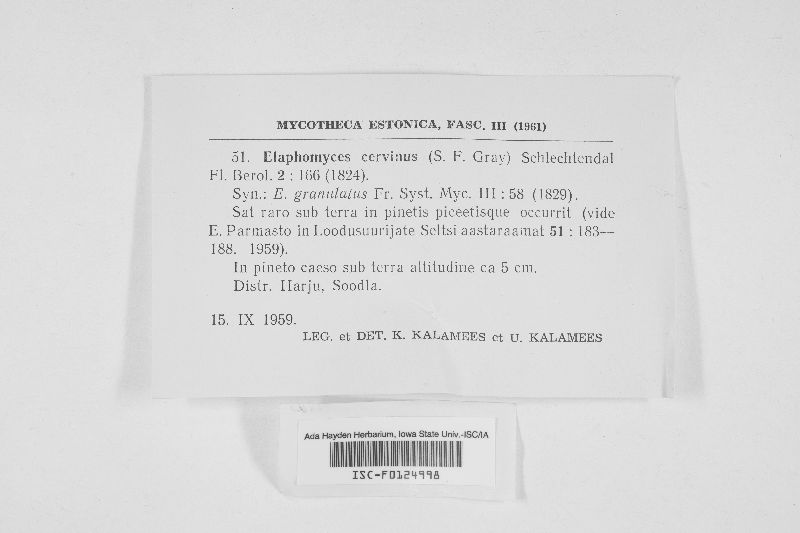 MYCOTHECA ESTONICA, FASC. III (1961)
51. Elaphomyces cervinus (S. F. Gray) Schlechtendal
Fl. Berol. 2 : 166 (1824).
Syn.: E. granulatus Fr. Syst. Myc. III : 58 (1829).
Sat raro sub terra in pinetis piceetisque occurrit (vide
E. Parmasto in Loodusuurijate Seltsi aastaraamat 51 : 183—
188. 1959).
In pineto caeso sub terra altitudine ca 5 cm.
Distr. Harju, Soodla.
15. IX 1959.
LEG. et DET. K. KALAMEES et U. KALAMEES
Ada Hayden Herbarium, Iowa State Univ.-ISC/IA
ISC-F0124998